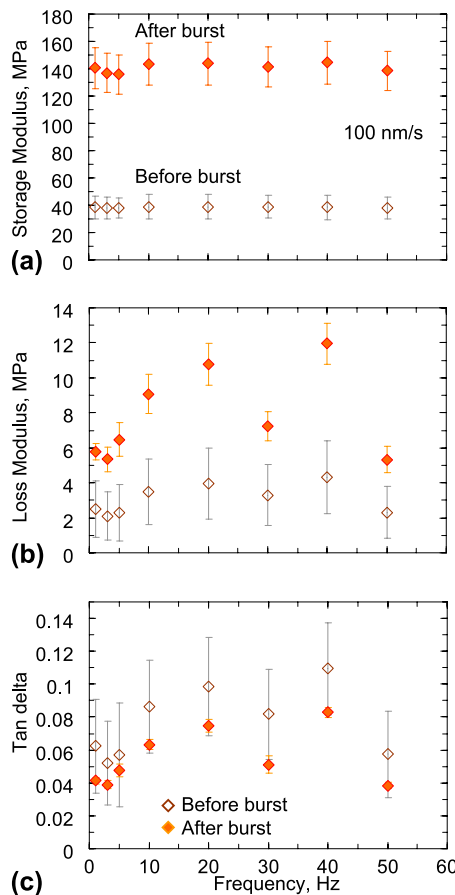 180
160
After burst
140
120
100
100 nm/s
80
60
Before burst
40
20
0
Storage Modulus, MPa
(a)
14
12
10
8
6
4
2
0
Loss Modulus, MPa
(b)
0.14
0.12
0.1
0.08
0.06
0.04
0.02
0
Tan delta
Before burst
After burst
0 10 20 30 40 50 60
Frequency, Hz
(c)